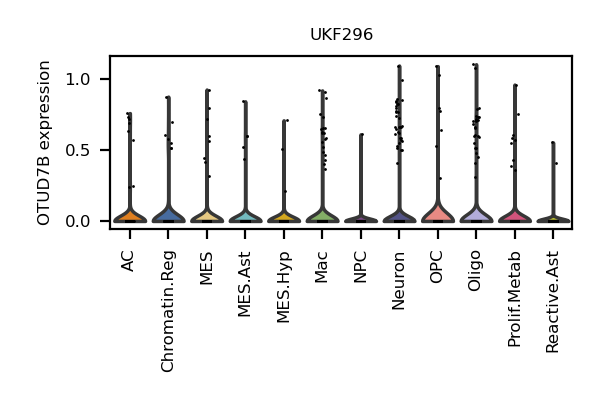 UKF296
OTUD7B expression
1.0
0.5
0.0
AC
Chromatin.Reg
MES
MES.Ast
MES.Hyp
Mac
NPC
Neuron
OPC
Oligo
Prolif.Metab
Reactive.Ast